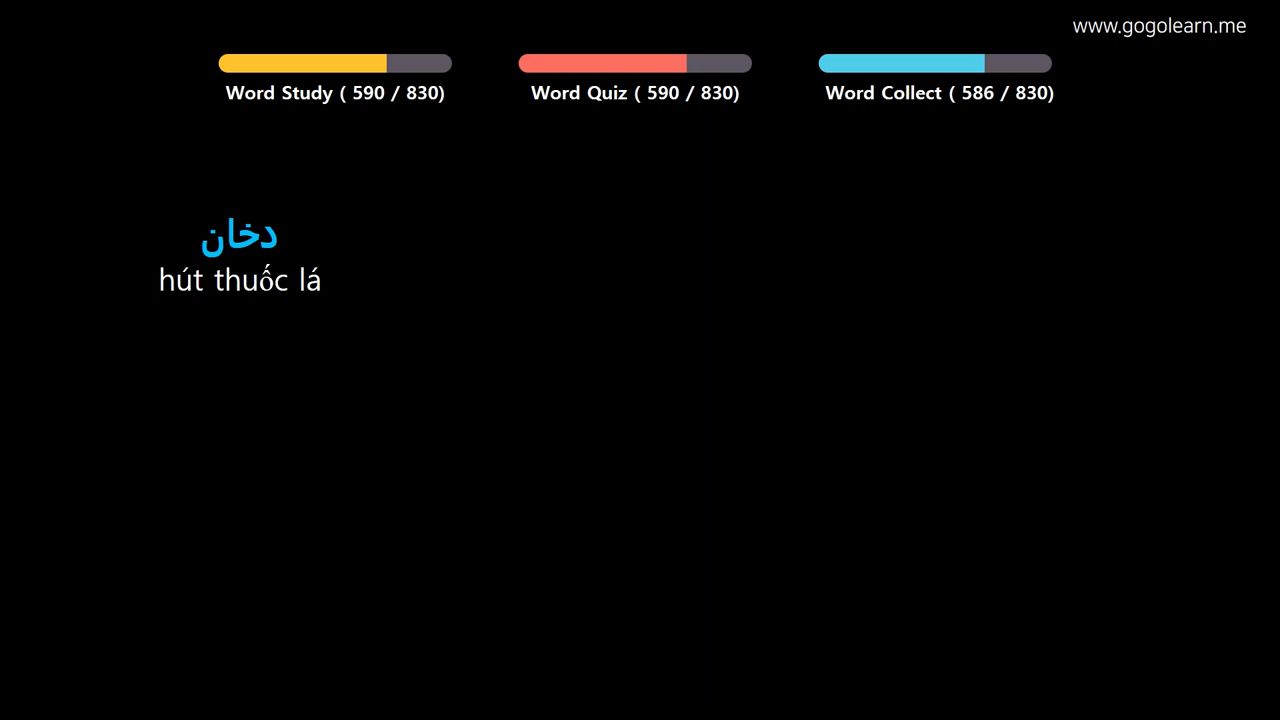 www.gogolearn.me
Word Study ( 590 / 830)
Word Quiz ( 590 / 830)
Word Collect ( 586 / 830)
دخان
hút thuốc lá